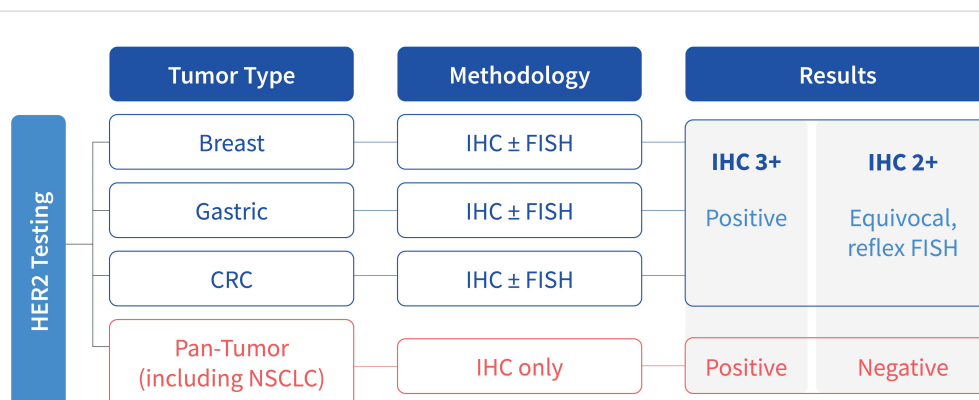 Tumor Type
Methodology
Results
HER2 Testing
Breast
IHC ± FISH
Gastric
IHC ± FISH
CRC
IHC ± FISH
IHC 3+
IHC 2+
Positive
Equivocal,
reflex FISH
Pan-Tumor
(including NSCLC)
IHC only
Positive
Negative